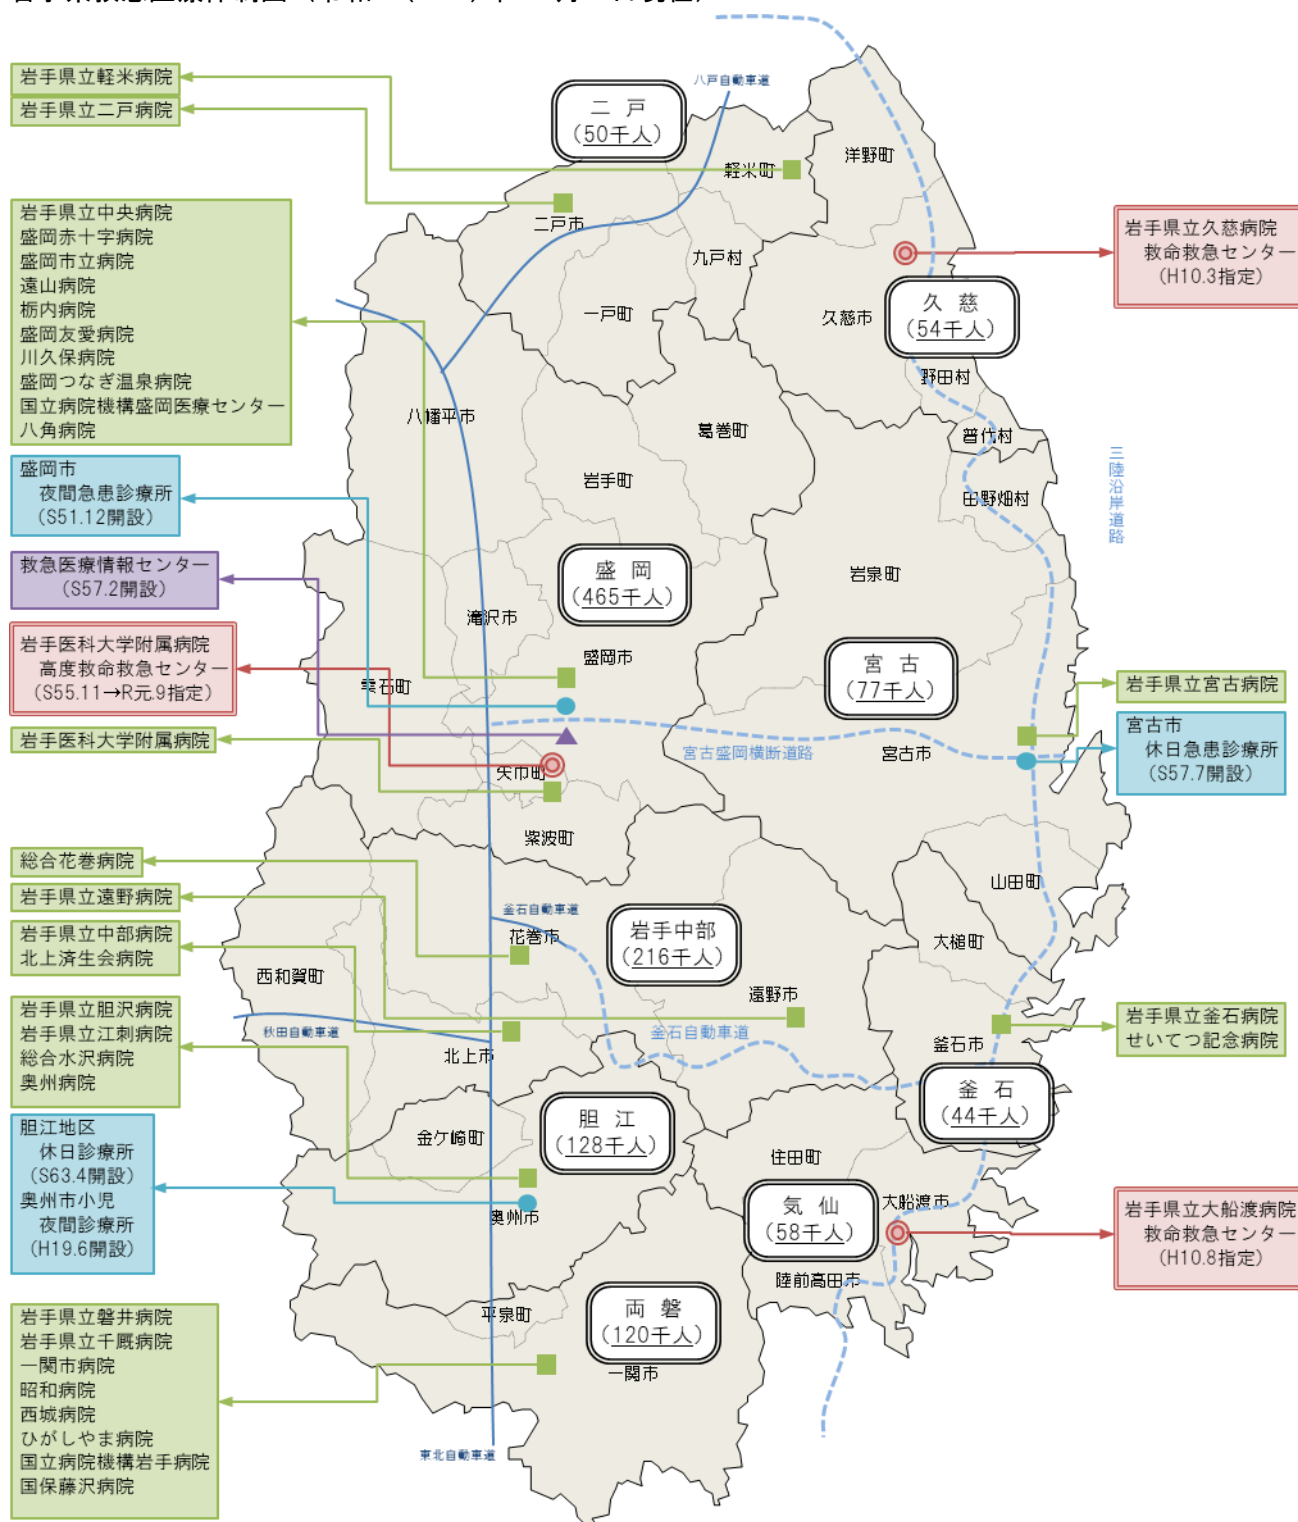 岩手県立軽米病院
岩手県立二戸病院
岩手県立中央病院
盛岡赤十字病院
盛岡市立病院
遠山病院
栃内病院
盛岡友愛病院
川久保病院
盛岡つなぎ温泉病院
国立病院機構盛岡医療センター
八角病院
盛岡市
夜間急患診療所
(S51.12開設)
救急医療情報センター
(S57.2開設)
岩手医科大学附属病院
高度救命救急センター
(S55.11→R元.9指定)
岩手医科大学附属病院
総合花巻病院
岩手県立遠野病院
岩手県立中部病院
北上済生会病院
岩手県立胆沢病院
岩手県立江刺病院
総合水沢病院
奥州病院
胆江地区
休日診療所
(S63.4開設)
奥州市小児
夜間診療所
(H19.6開設)
岩手県立磐井病院
岩手県立千厩病院
一関市病院
昭和病院
西城病院
ひがしやま病院
国立病院機構岩手病院
国保藤沢病院
八戸自動車道
二 戸
(50千人)
軽米町
洋野町
二戸市
九戸村
一戸町
久慈市
久 慈
(54千人)
野田村
普代村
田野畑村
八幡平市
葛巻町
岩手町
岩泉町
盛 岡
(465千人)
滝沢市
盛岡市
雫石町
宮 古
(77千人)
宮古盛岡横断道路
宮古市
矢巾町
紫波町
山田町
大槌町
釜石自動車道
花巻市
岩手中部
(216千人)
西和賀町
遠野市
秋田自動車道
北上市
釜石自動車道
釜石市
釜 石
(44千人)
胆 江
(128千人)
金ケ崎町
奥州市
住田町
気 仙
(58千人)
大船渡市
陸前高田市
両 磐
(120千人)
平泉町
一関市
東北自動車道
三陸沿岸道路
岩手県立久慈病院
救命救急センター
(H10.3指定)
岩手県立宮古病院
宮古市
休日急患診療所
(S57.7開設)
岩手県立釜石病院
せいてつ記念病院
岩手県立大船渡病院
救命救急センター
(H10.8指定)